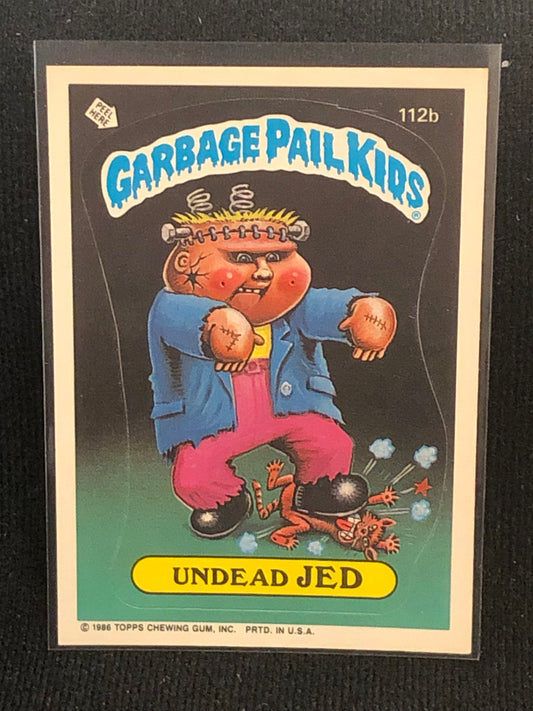 PEEL
HERE
112b
GARBAGE PAIL KIDS
®
UNDEAD JED
© 1986 TOPPS CHEWING GUM, INC. PRTD. IN U.S.A.